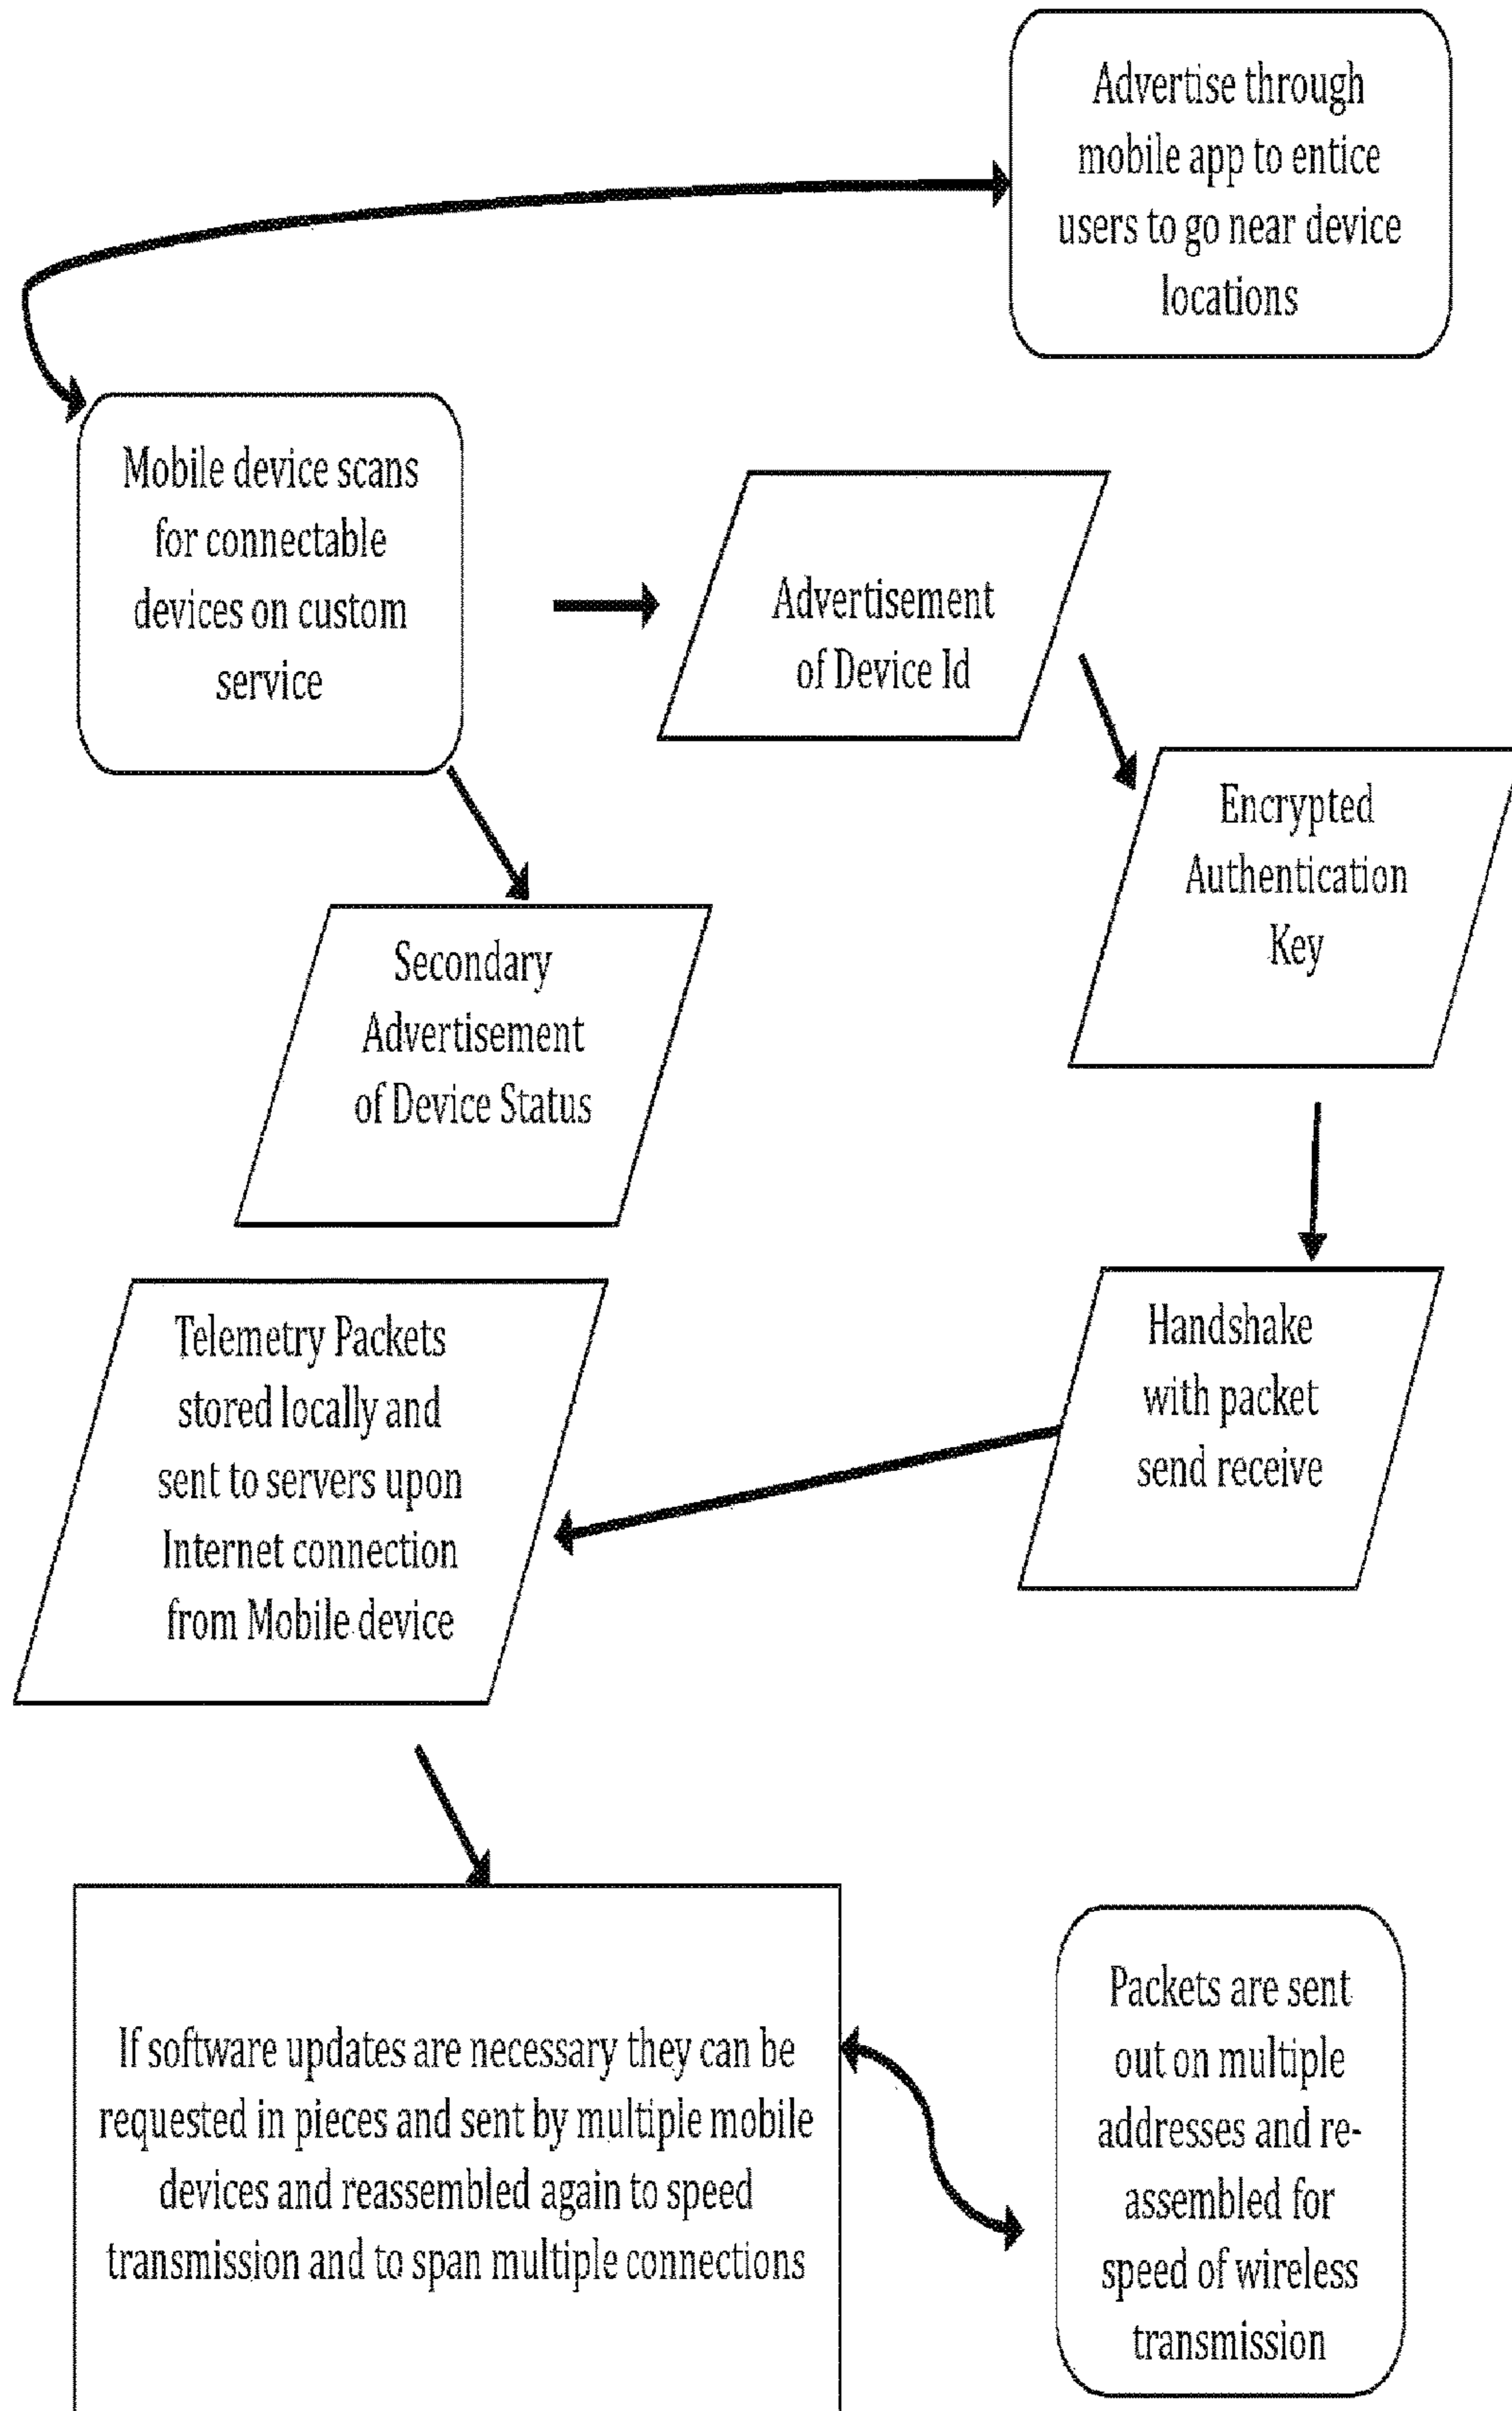 Advertise through
mobile app to entice
users to go near device
locations
Mobile device scans
for connectable
devices on custom
service
Advertisement
of Device Id
Encrypted
Authentication
Key
Secondary
Advertisement
of Device Status
Handshake
with packet
send receive
Telemetry Packets
stored locally and
sent to servers upon
Internet connection
from Mobile device
If software updates are necessary they can be
requested in pieces and sent by multiple mobile
devices and reassembled again to speed
transmission and to span multiple connections
Packets are sent
out on multiple
addresses and re-
assembled for
speed of wireless
transmission